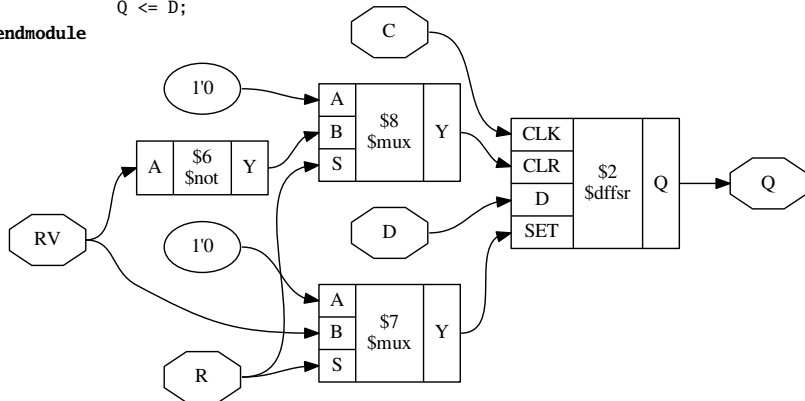 Q <= D;
endmodule
C
1'0
A
B
S
$8
$mux
Y
CLK
CLR
D
SET
$2
$dffsr
Q
Q
A
$6
$not
Y
RV
D
1'0
A
B
S
$7
$mux
Y
R